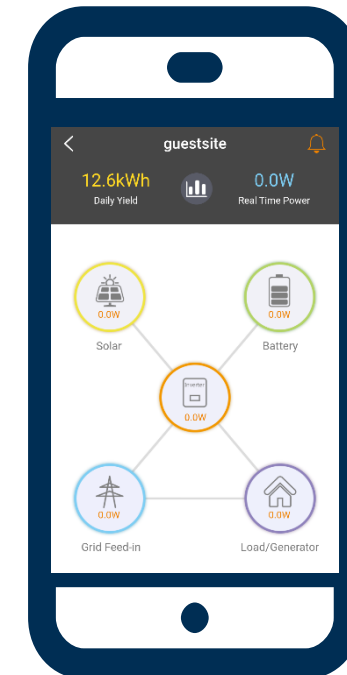 guestsite
12.6kWh
Daily Yield
0.0W
Real Time Power
0.0W
Solar
0.0W
Battery
Inverter
0.0W
0.0W
Grid Feed-in
0.0W
Load/Generator